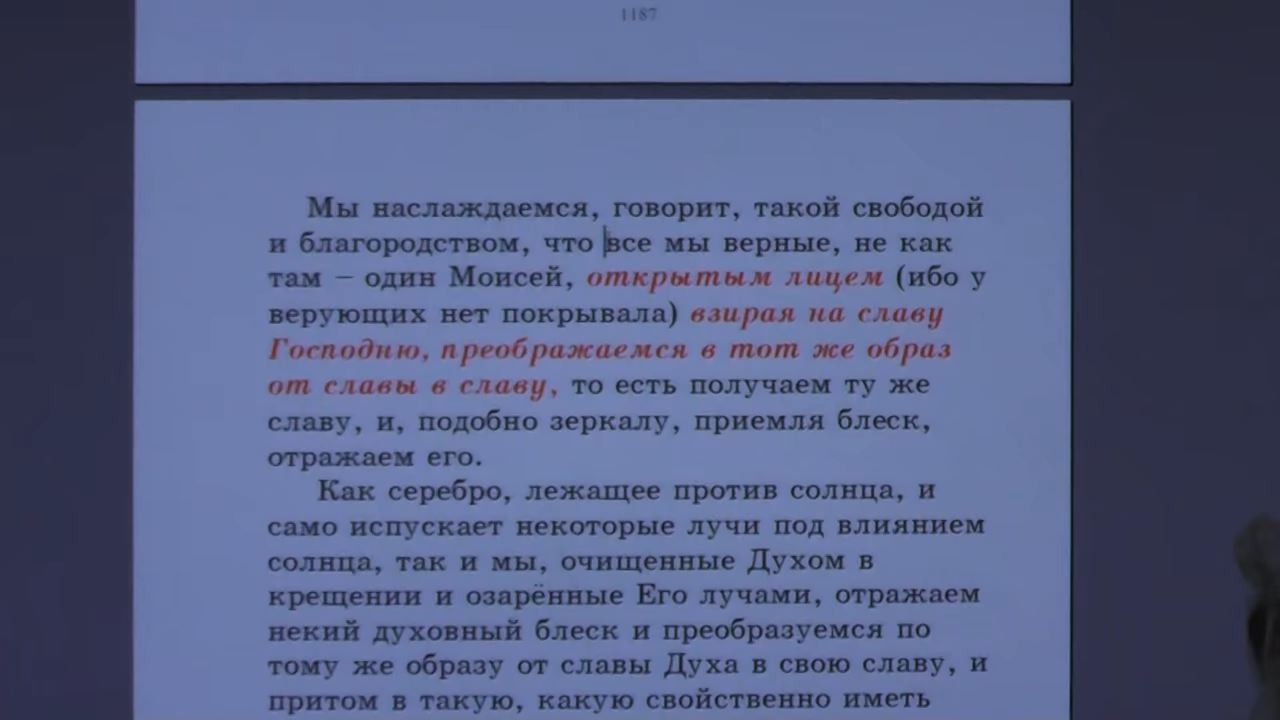 1187
Мы наслаждаемся, говорит, такой свободой
и благородством, что все мы верные, не как
там – один Моисей, открытым лицем (ибо у
верующих нет покрывала) взирая на славу
Господню, преображаемся в тот же образ
от славы в славу, то есть получаем ту же
славу, и, подобно зеркалу, приемля блеск,
отражаем его.
Как серебро, лежащее против солнца, и
само испускает некоторые лучи под влиянием
солнца, так и мы, очищенные Духом в
крещении и озарённые Его лучами, отражаем
некий духовный блеск и преобразуемся по
тому же образу от славы Духа в свою славу, и
притом в такую, какую свойственно иметь